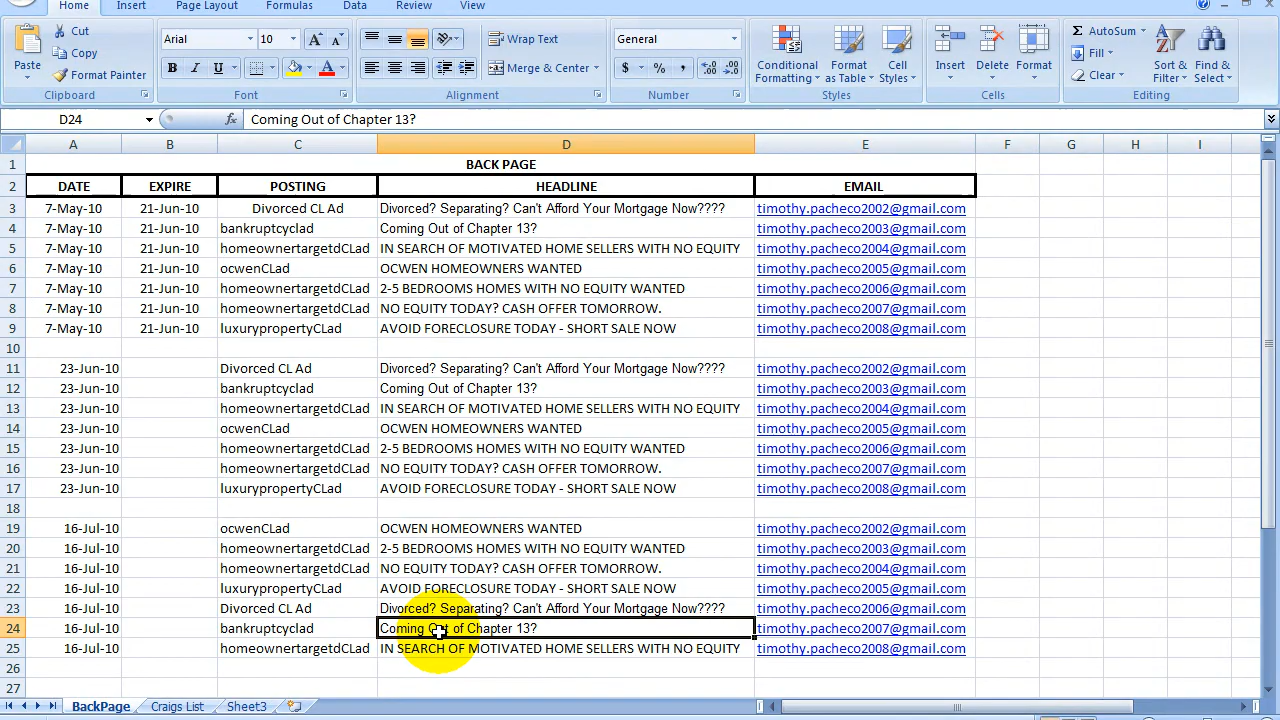 Home Insert Page Layout Formulas Data Review View
Cut
Copy
Format Painter
Paste
Clipboard
Arial 10
B I U
Font
Wrap Text
Merge & Center
Alignment
General
$ % ,
Number
Conditional Formatting
Format as Table
Cell Styles
Styles
Insert Delete Format
Cells
AutoSum
Fill
Clear
Sort & Filter
Find & Select
Editing
D24 fx Coming Out of Chapter 13?
A B C D E F G H I
1 BACK PAGE
2 DATE EXPIRE POSTING HEADLINE EMAIL
3 7-May-10 21-Jun-10 Divorced CL Ad Divorced? Separating? Can't Afford Your Mortgage Now???? timothy.pacheco2002@gmail.com
4 7-May-10 21-Jun-10 bankruptcyclad Coming Out of Chapter 13? timothy.pacheco2003@gmail.com
5 7-May-10 21-Jun-10 homeownertargetdCLad IN SEARCH OF MOTIVATED HOME SELLERS WITH NO EQUITY timothy.pacheco2004@gmail.com
6 7-May-10 21-Jun-10 ocwenCLad OCWEN HOMEOWNERS WANTED timothy.pacheco2005@gmail.com
7 7-May-10 21-Jun-10 homeownertargetdCLad 2-5 BEDROOMS HOMES WITH NO EQUITY WANTED timothy.pacheco2006@gmail.com
8 7-May-10 21-Jun-10 homeownertargetdCLad NO EQUITY TODAY? CASH OFFER TOMORROW. timothy.pacheco2007@gmail.com
9 7-May-10 21-Jun-10 luxurypropertyCLad AVOID FORECLOSURE TODAY - SHORT SALE NOW timothy.pacheco2008@gmail.com
10
11 23-Jun-10 Divorced CL Ad Divorced? Separating? Can't Afford Your Mortgage Now???? timothy.pacheco2002@gmail.com
12 23-Jun-10 bankruptcyclad Coming Out of Chapter 13? timothy.pacheco2003@gmail.com
13 23-Jun-10 homeownertargetdCLad IN SEARCH OF MOTIVATED HOME SELLERS WITH NO EQUITY timothy.pacheco2004@gmail.com
14 23-Jun-10 ocwenCLad OCWEN HOMEOWNERS WANTED timothy.pacheco2005@gmail.com
15 23-Jun-10 homeownertargetdCLad 2-5 BEDROOMS HOMES WITH NO EQUITY WANTED timothy.pacheco2006@gmail.com
16 23-Jun-10 homeownertargetdCLad NO EQUITY TODAY? CASH OFFER TOMORROW. timothy.pacheco2007@gmail.com
17 23-Jun-10 luxurypropertyCLad AVOID FORECLOSURE TODAY - SHORT SALE NOW timothy.pacheco2008@gmail.com
18
19 16-Jul-10 ocwenCLad OCWEN HOMEOWNERS WANTED timothy.pacheco2002@gmail.com
20 16-Jul-10 homeownertargetdCLad 2-5 BEDROOMS HOMES WITH NO EQUITY WANTED timothy.pacheco2003@gmail.com
21 16-Jul-10 homeownertargetdCLad NO EQUITY TODAY? CASH OFFER TOMORROW. timothy.pacheco2004@gmail.com
22 16-Jul-10 luxurypropertyCLad AVOID FORECLOSURE TODAY - SHORT SALE NOW timothy.pacheco2005@gmail.com
23 16-Jul-10 Divorced CL Ad Divorced? Separating? Can't Afford Your Mortgage Now???? timothy.pacheco2006@gmail.com
24 16-Jul-10 bankruptcyclad Coming Out of Chapter 13? timothy.pacheco2007@gmail.com
25 16-Jul-10 homeownertargetdCLad IN SEARCH OF MOTIVATED HOME SELLERS WITH NO EQUITY timothy.pacheco2008@gmail.com
26
27
BackPage Craigs List Sheet3